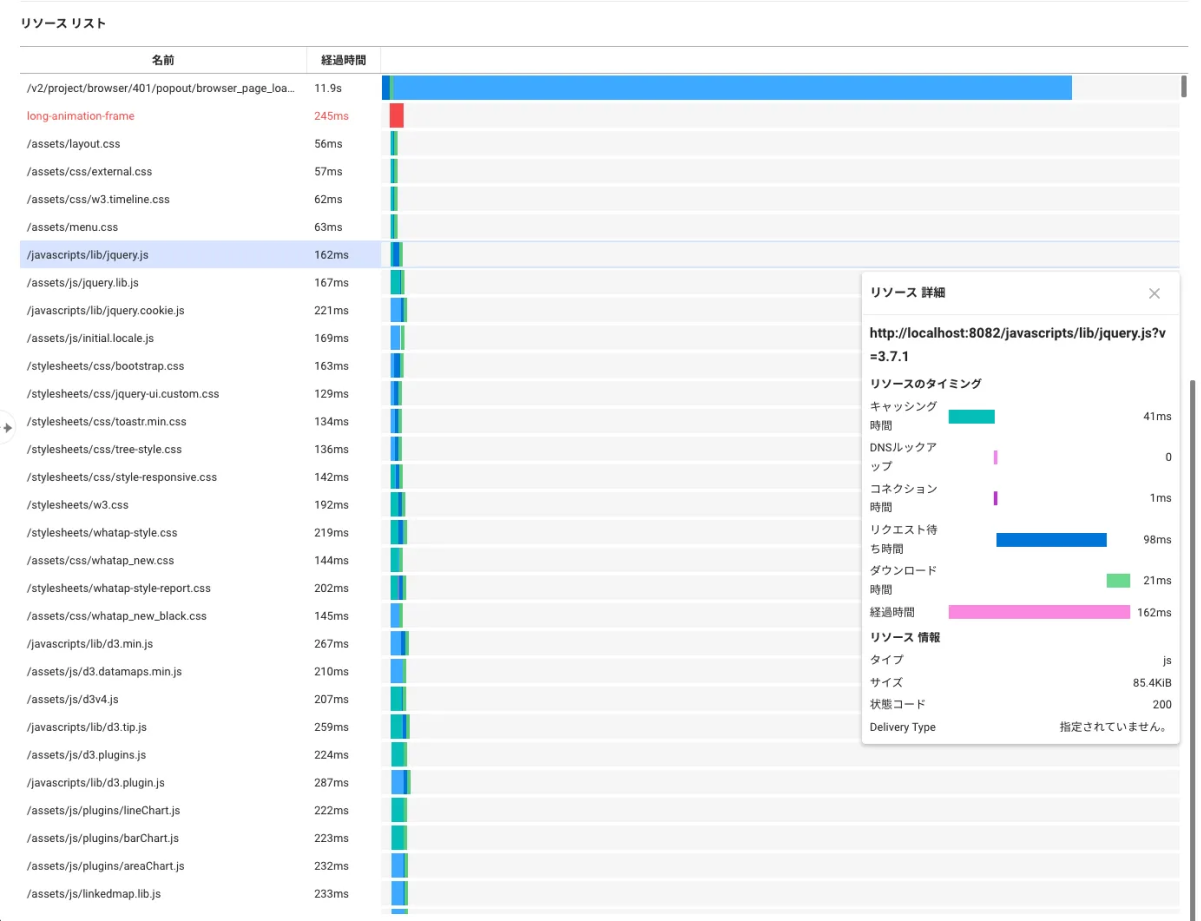 リソース リスト
名前 経過時間
/v2/project/browser/401/popout/browser_page_loa... 11.9s
long-animation-frame 245ms
/assets/layout.css 56ms
/assets/css/external.css 57ms
/assets/css/w3.timeline.css 62ms
/assets/menu.css 63ms
/javascripts/lib/jquery.js 162ms
/assets/js/jquery.lib.js 167ms
/javascripts/lib/jquery.cookie.js 221ms
/assets/js/initial.locale.js 169ms
/stylesheets/css/bootstrap.css 163ms
/stylesheets/css/jquery-ui.custom.css 129ms
/stylesheets/css/toastr.min.css 134ms
/stylesheets/css/tree-style.css 136ms
/stylesheets/css/style-responsive.css 142ms
/stylesheets/w3.css 192ms
/stylesheets/whatap-style.css 219ms
/assets/css/whatap_new.css 144ms
/stylesheets/whatap-style-report.css 202ms
/assets/css/whatap_new_black.css 145ms
/javascripts/lib/d3.min.js 267ms
/assets/js/d3.datamaps.min.js 210ms
/assets/js/d3v4.js 207ms
/javascripts/lib/d3.tip.js 259ms
/assets/js/d3.plugins.js 224ms
/javascripts/lib/d3.plugin.js 287ms
/assets/js/plugins/lineChart.js 222ms
/assets/js/plugins/barChart.js 223ms
/assets/js/plugins/areaChart.js 232ms
/assets/js/linkedmap.lib.js 233ms
リソース 詳細
http://localhost:8082/javascripts/lib/jquery.js?v
=3.7.1
リソースのタイミング
キャッシング
時間 41ms
DNSルックア
ップ 0
コネクション
時間 1ms
リクエスト待
ち時間 98ms
ダウンロード
時間 21ms
経過時間 162ms
リソース 情報
タイプ js
サイズ 85.4KiB
状態コード 200
Delivery Type 指定されていません。